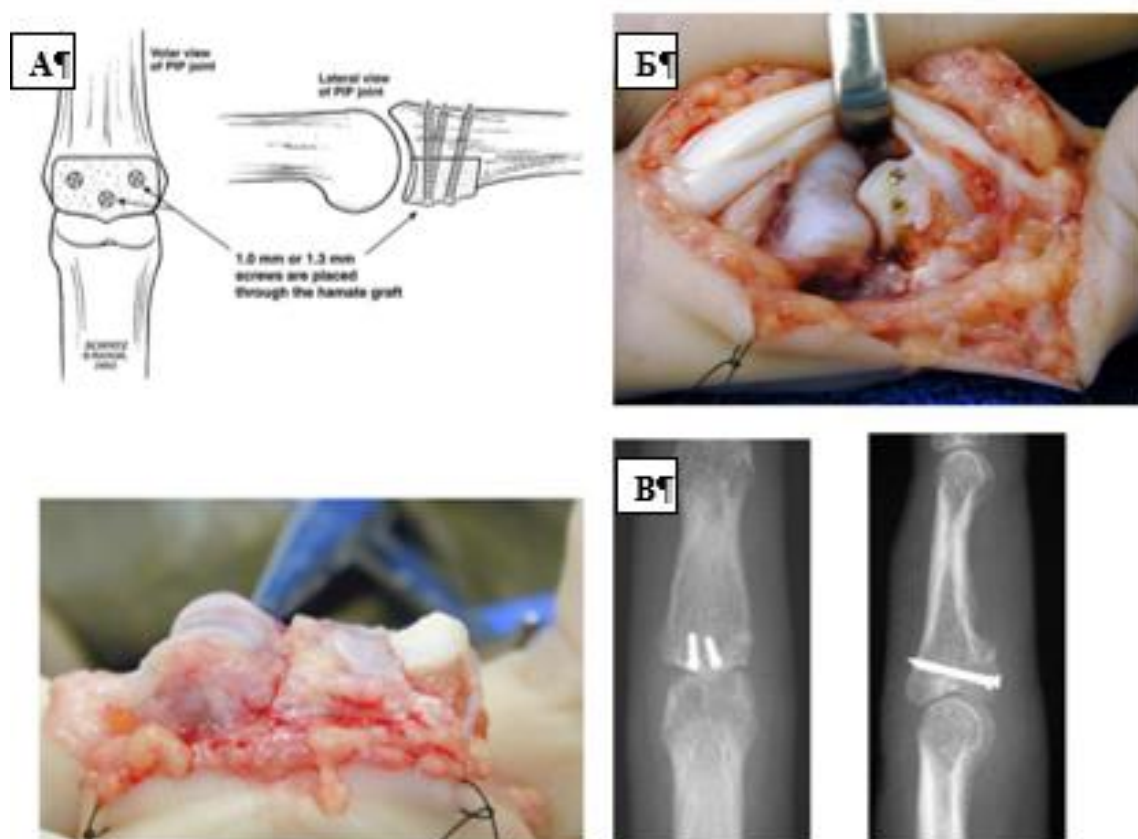 А¶
Volar view
of PIP joint
Lateral view
of PIP joint
1.0 mm or 1.3 mm
screws are placed
through the hamate graft
Б¶
В¶